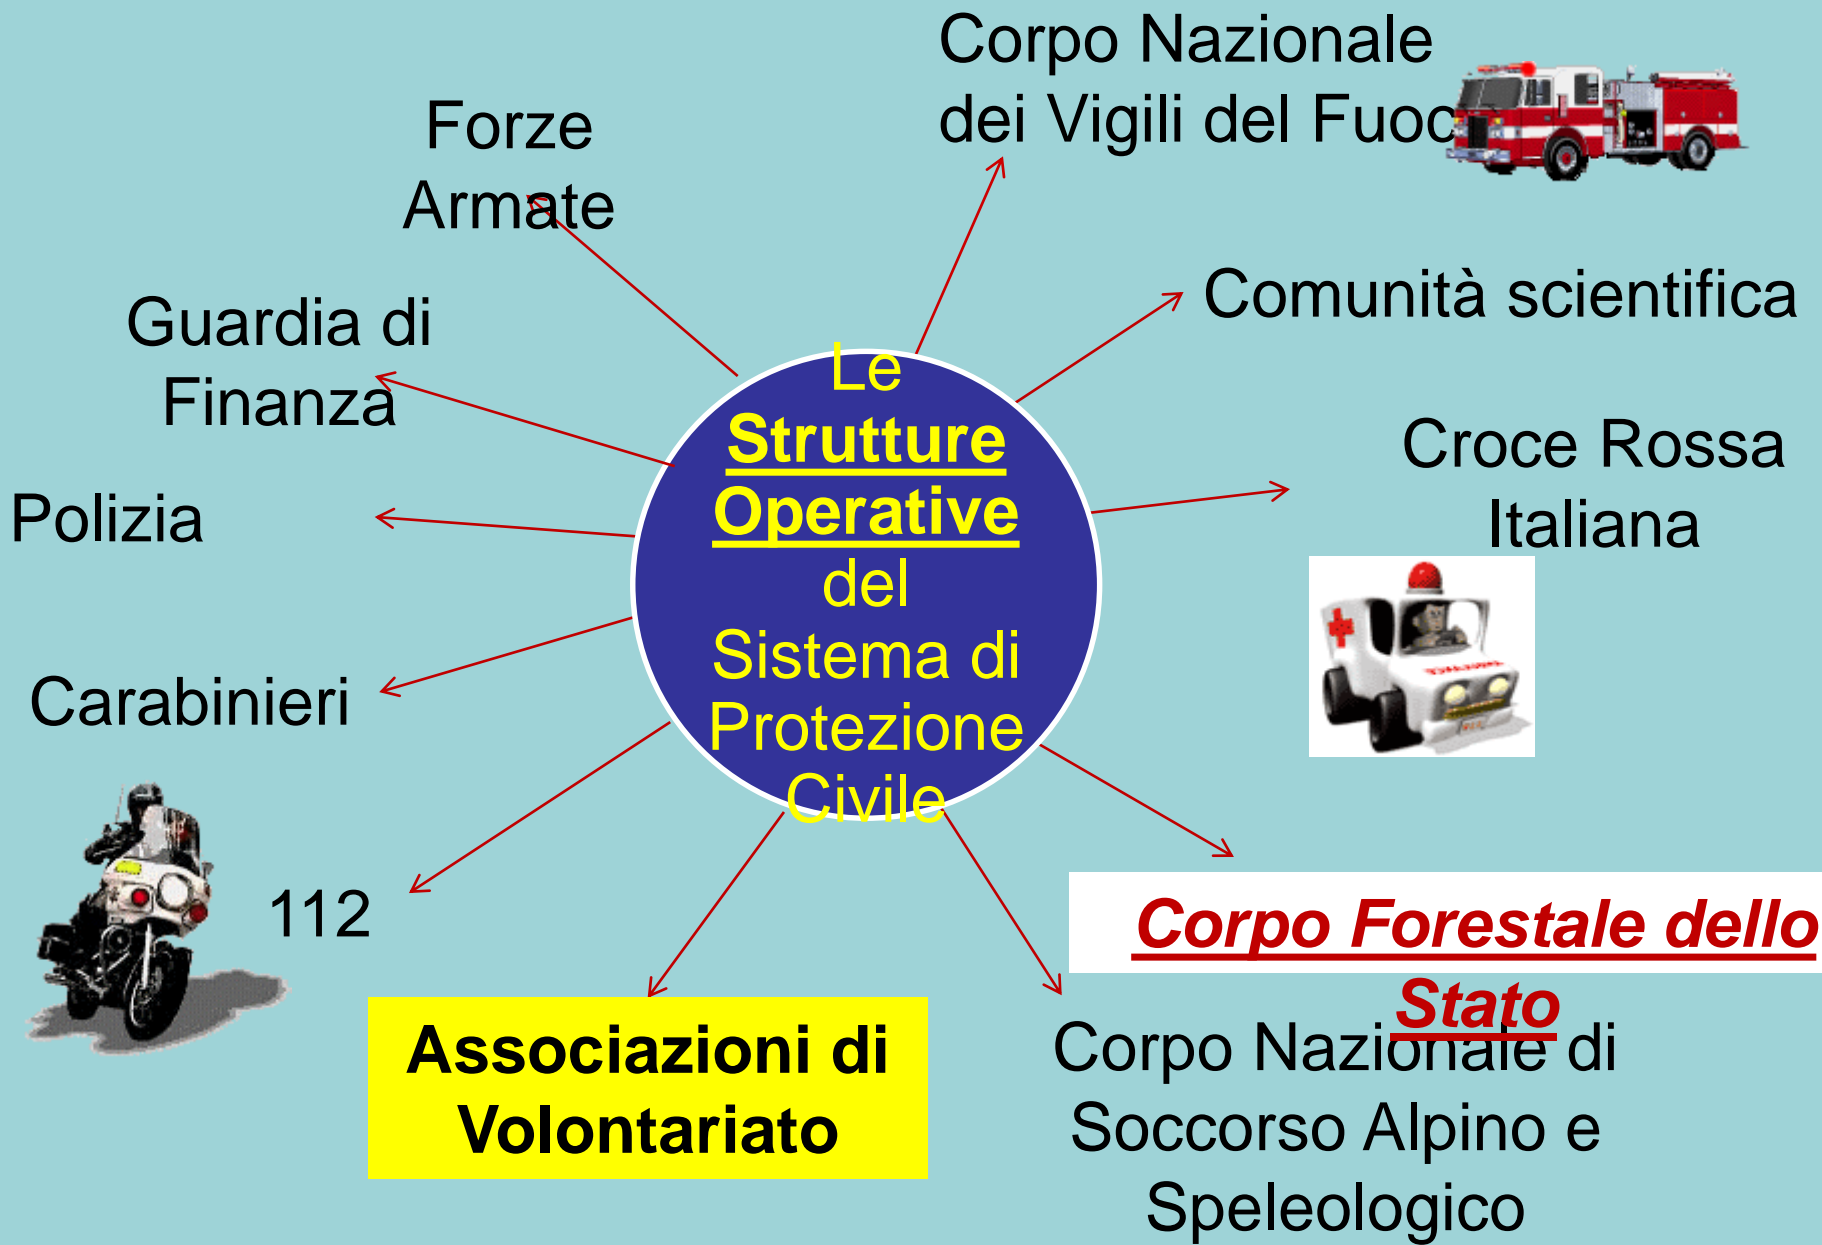 Corpo Nazionale
dei Vigili del Fuoc
Forze
Armate
Comunità scientifica
Guardia di
Finanza
Le
Strutture
Operative
del
Sistema di
Protezione
Civile
Croce Rossa
Italiana
Polizia
Carabinieri
112
Corpo Forestale dello
Stato
Associazioni di
Volontariato
Corpo Nazionale di
Soccorso Alpino e
Speleologico